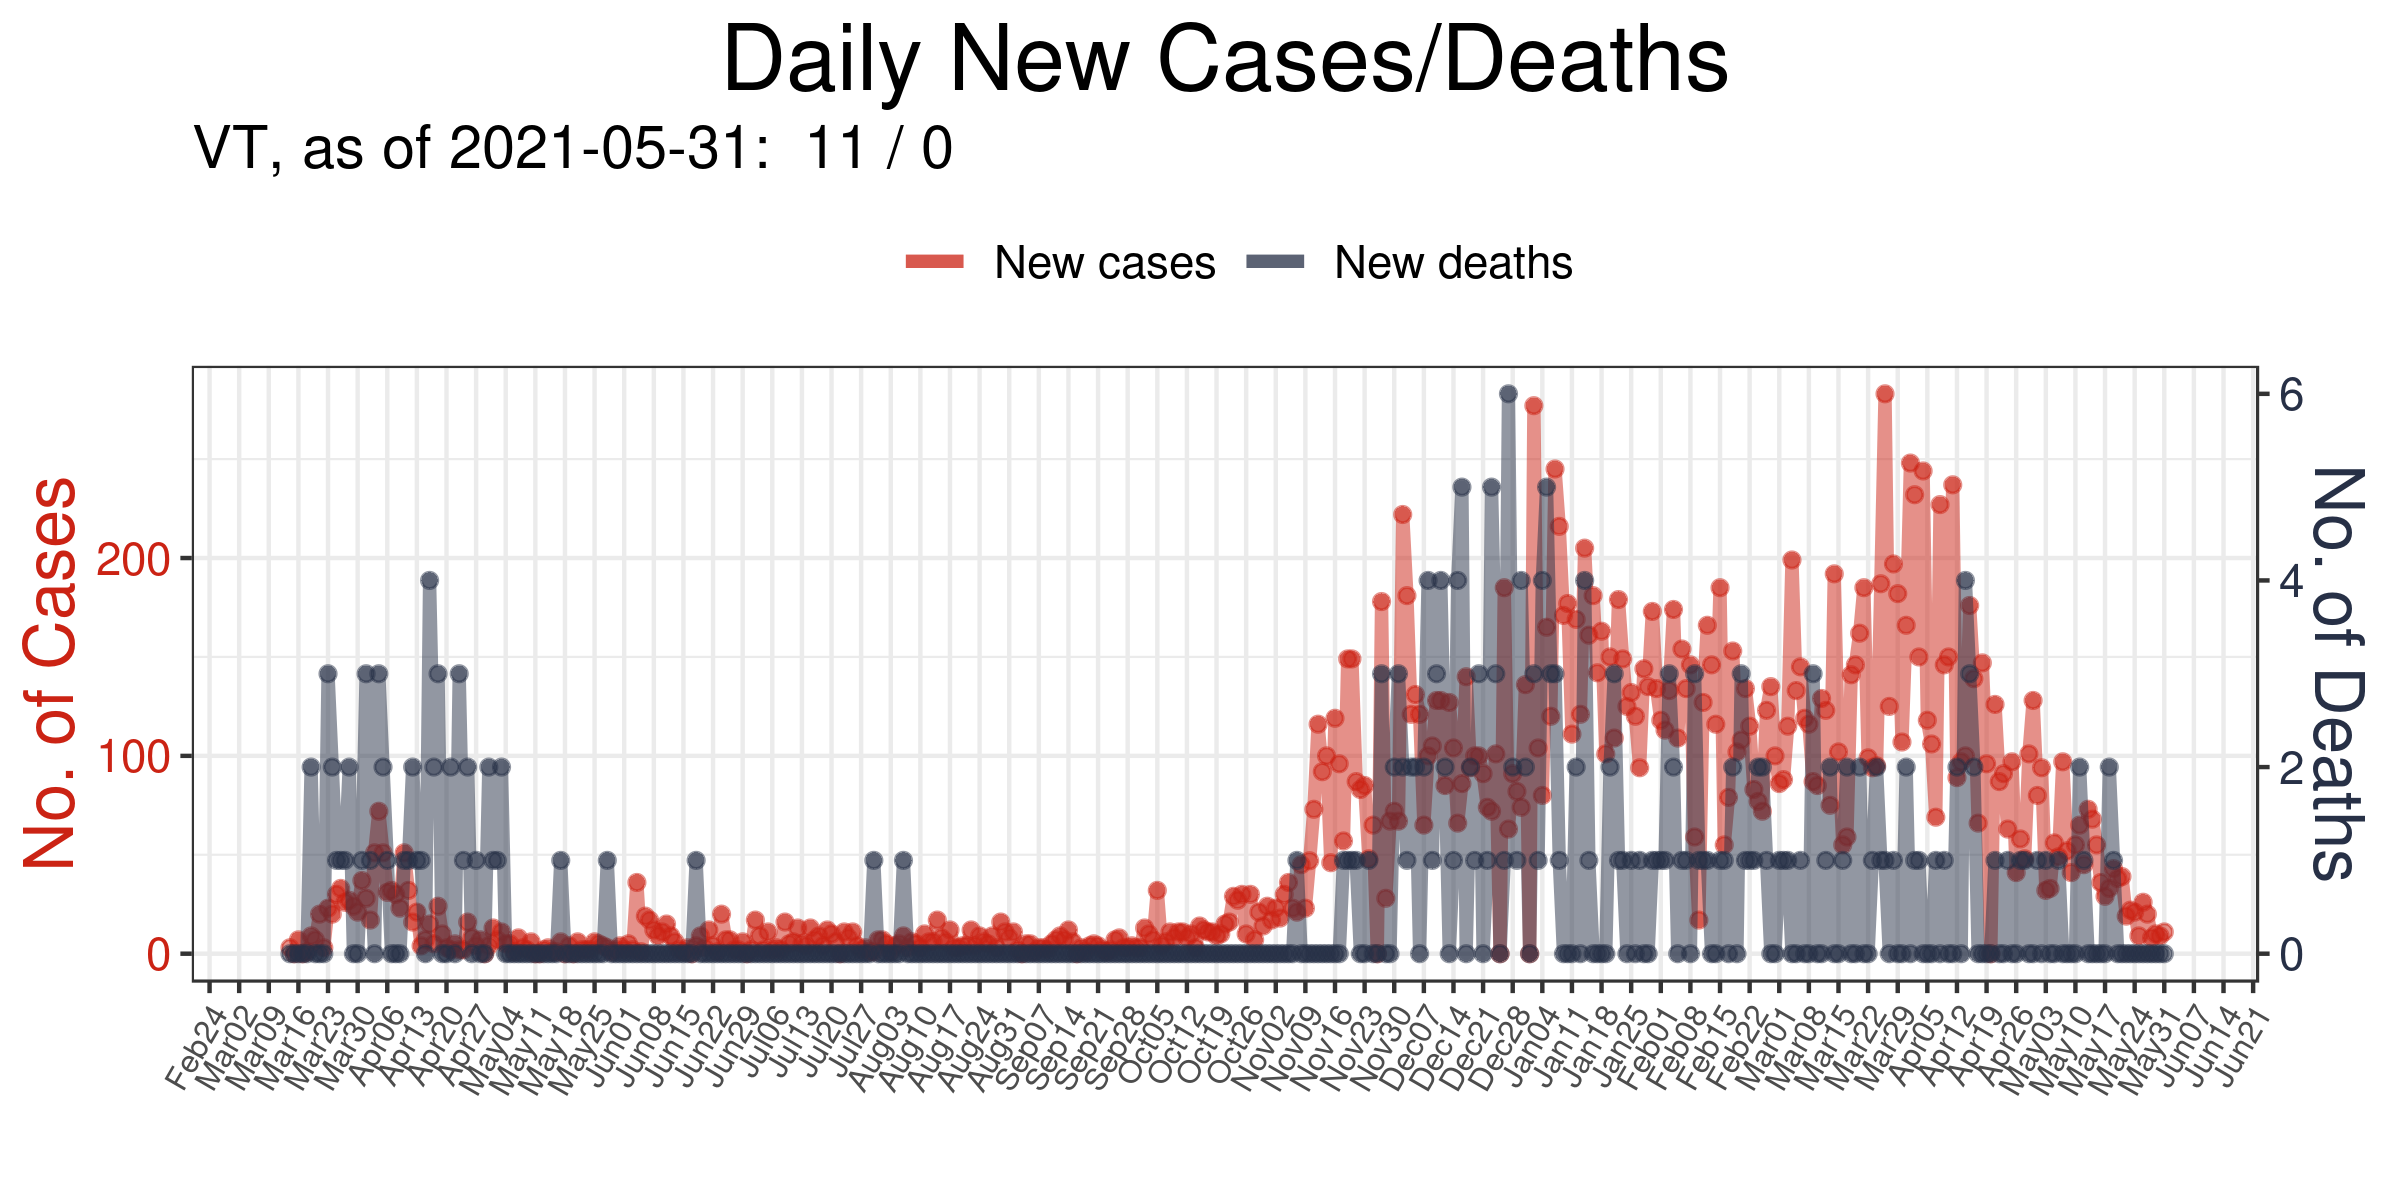 Daily New Cases/Deaths
VT, as of 2021-05-31:  11 / 0
New cases
New deaths
No. of Cases
200
100
0
6
4
2
0
No. of Deaths
Feb24
Mar02
Mar09
Mar16
Mar23
Mar30
Apr06
Apr13
Apr20
Apr27
May04
May11
May18
May25
Jun01
Jun08
Jun15
Jun22
Jun29
Jul06
Jul13
Jul20
Jul27
Aug03
Aug10
Aug17
Aug24
Aug31
Sep07
Sep14
Sep21
Sep28
Oct05
Oct12
Oct19
Oct26
Nov02
Nov09
Nov16
Nov23
Nov30
Dec07
Dec14
Dec21
Dec28
Jan04
Jan11
Jan18
Jan25
Feb01
Feb08
Feb15
Feb22
Mar01
Mar08
Mar15
Mar22
Mar29
Apr05
Apr12
Apr19
Apr26
May03
May10
May17
May24
May31
Jun07
Jun14
Jun21